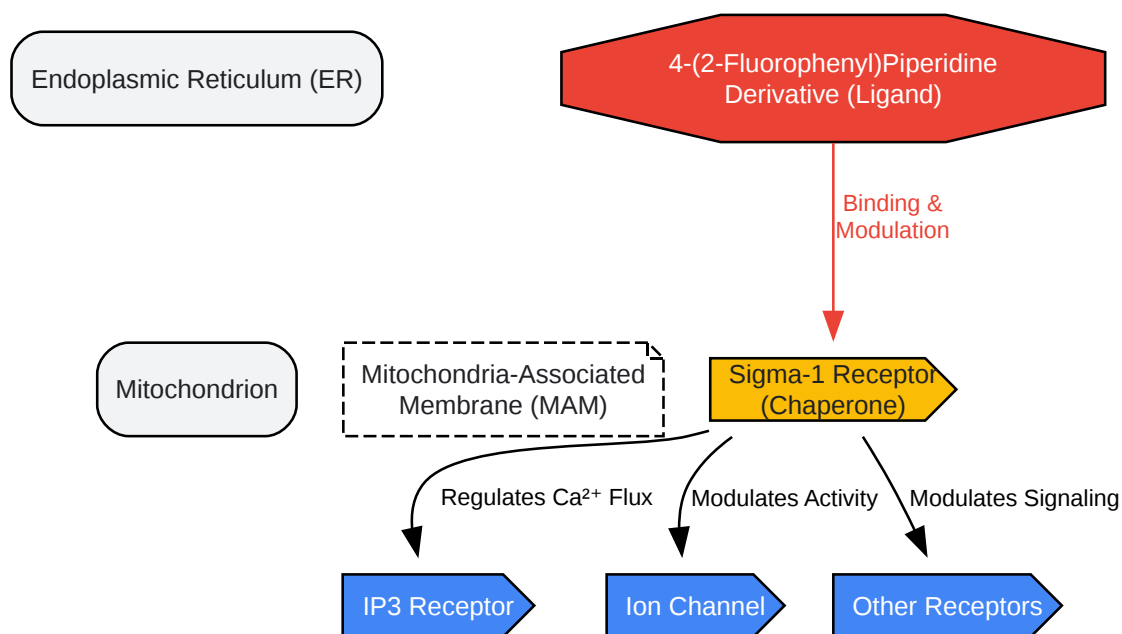 Endoplasmic Reticulum (ER)
4-(2-Fluorophenyl)Piperidine
Derivative (Ligand)
Binding &
Modulation
Mitochondrion
Mitochondria-Associated
Membrane (MAM)
Sigma-1 Receptor
(Chaperone)
Regulates Ca²⁺ Flux
Modulates Activity
Modulates Signaling
IP3 Receptor
Ion Channel
Other Receptors